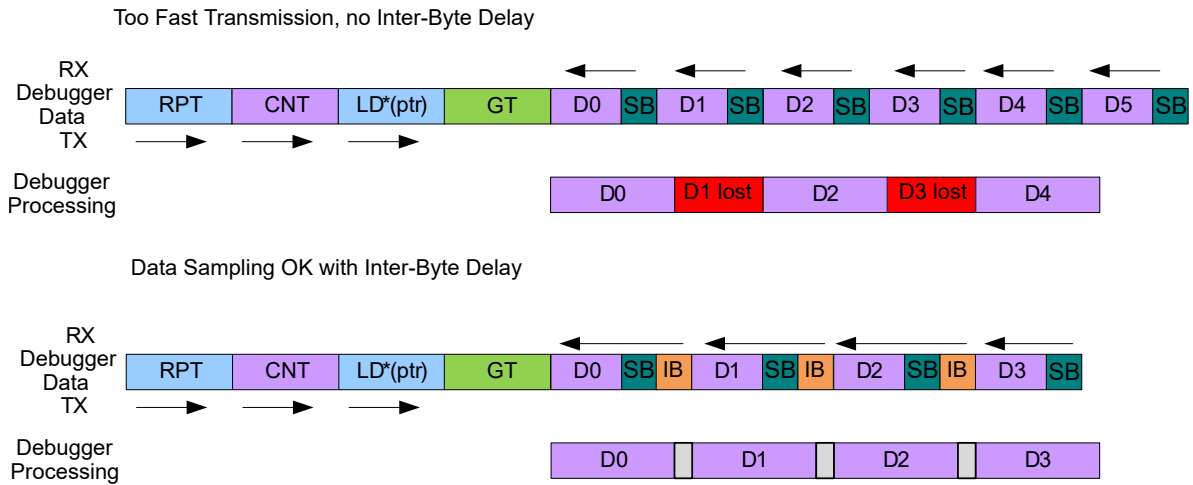 Too Fast Transmission, no Inter-Byte Delay
RX
Debugger
Data
TX
RPT CNT LD*(ptr) GT D0 SB D1 SB D2 SB D3 SB D4 SB D5 SB
Debugger
Processing
D0 D1 lost D2 D3 lost D4
Data Sampling OK with Inter-Byte Delay
RX
Debugger
Data
TX
RPT CNT LD*(ptr) GT D0 SB IB D1 SB IB D2 SB IB D3 SB
Debugger
Processing
D0 D1 D2 D3